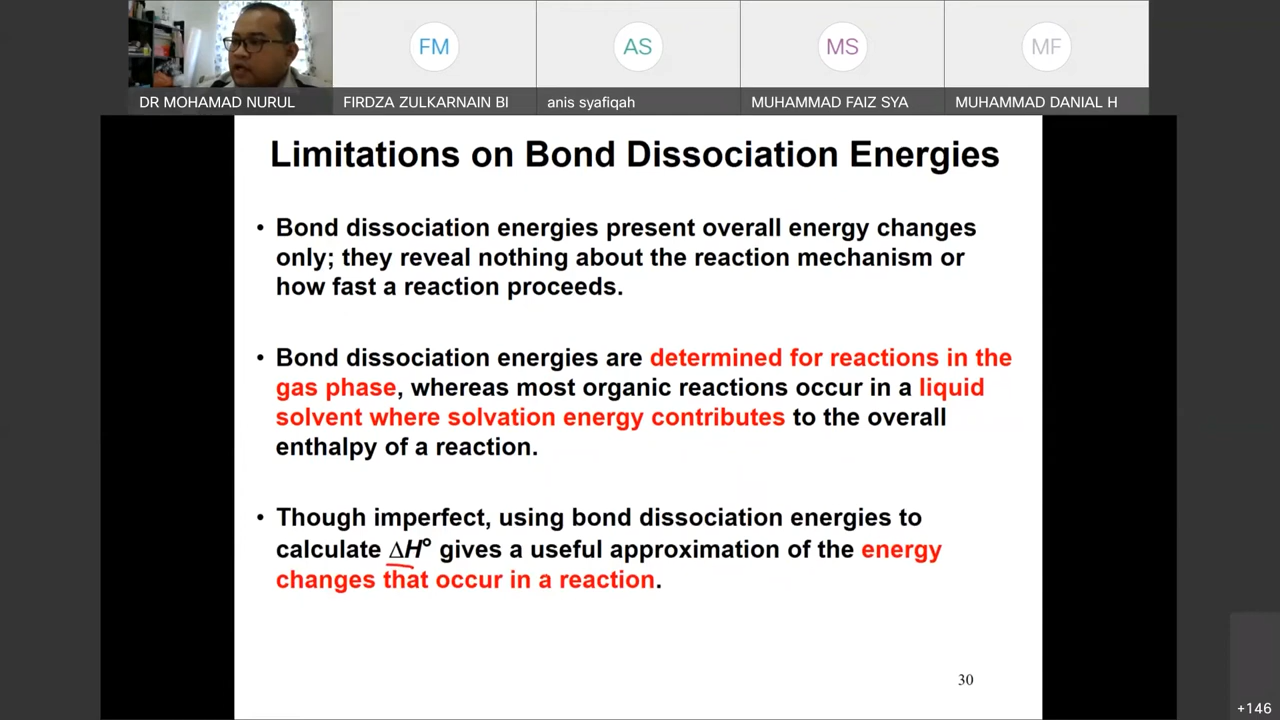 FM
AS
MS
MF
DR MOHAMAD NURUL
FIRDZA ZULKARNAIN BI
anis syafiqah
MUHAMMAD FAIZ SYA
MUHAMMAD DANIAL H
Limitations on Bond Dissociation Energies
• Bond dissociation energies present overall energy changes
only; they reveal nothing about the reaction mechanism or
how fast a reaction proceeds.
• Bond dissociation energies are determined for reactions in the
gas phase, whereas most organic reactions occur in a liquid
solvent where solvation energy contributes to the overall
enthalpy of a reaction.
• Though imperfect, using bond dissociation energies to
calculate ΔH° gives a useful approximation of the energy
changes that occur in a reaction.
30
+146